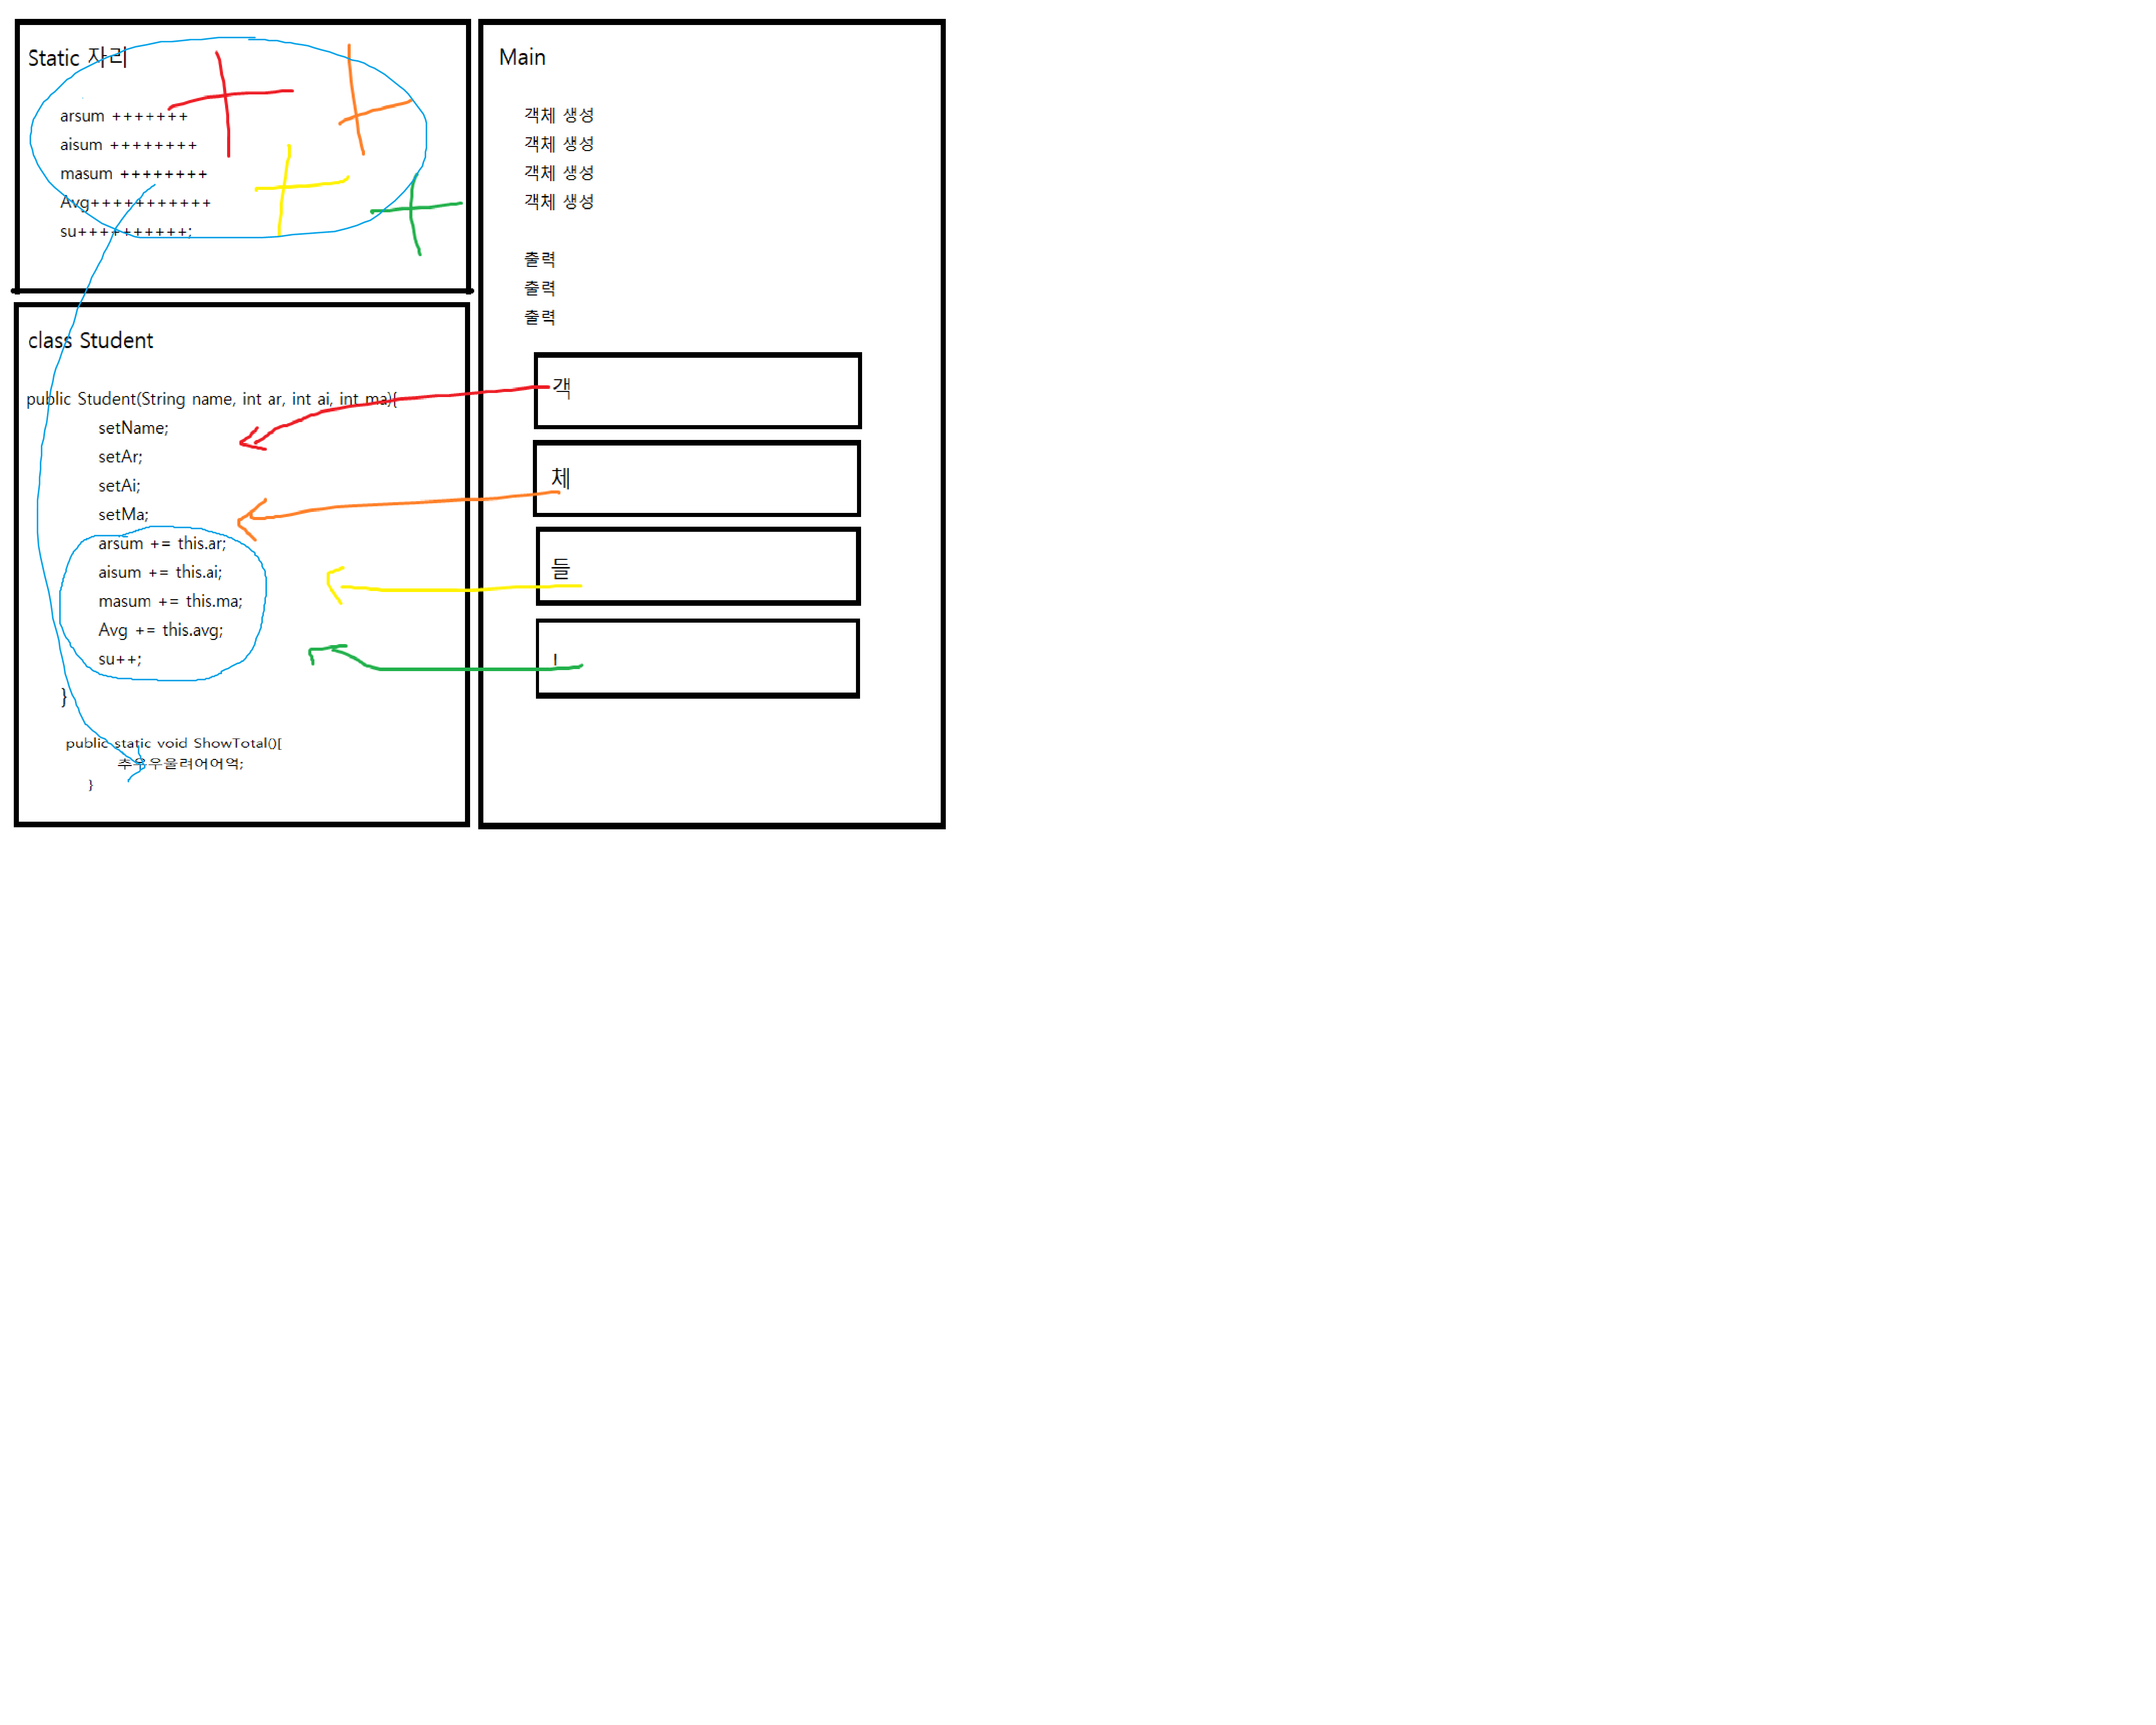 Static 자리
arsum +++++++
aisum ++++++++
masum ++++++++
Avg+++++++++++
su++++++++++;
class Student
public Student(String name, int ar, int ai, int ma){
setName;
setAr;
setAi;
setMa;
arsum += this.ar;
aisum += this.ai;
masum += this.ma;
Avg += this.avg;
su++;
}
public static void ShowTotal()[
추우우울려어어억;
}
Main
객체 생성
객체 생성
객체 생성
객체 생성
출력
출력
출력
객
체
들
!